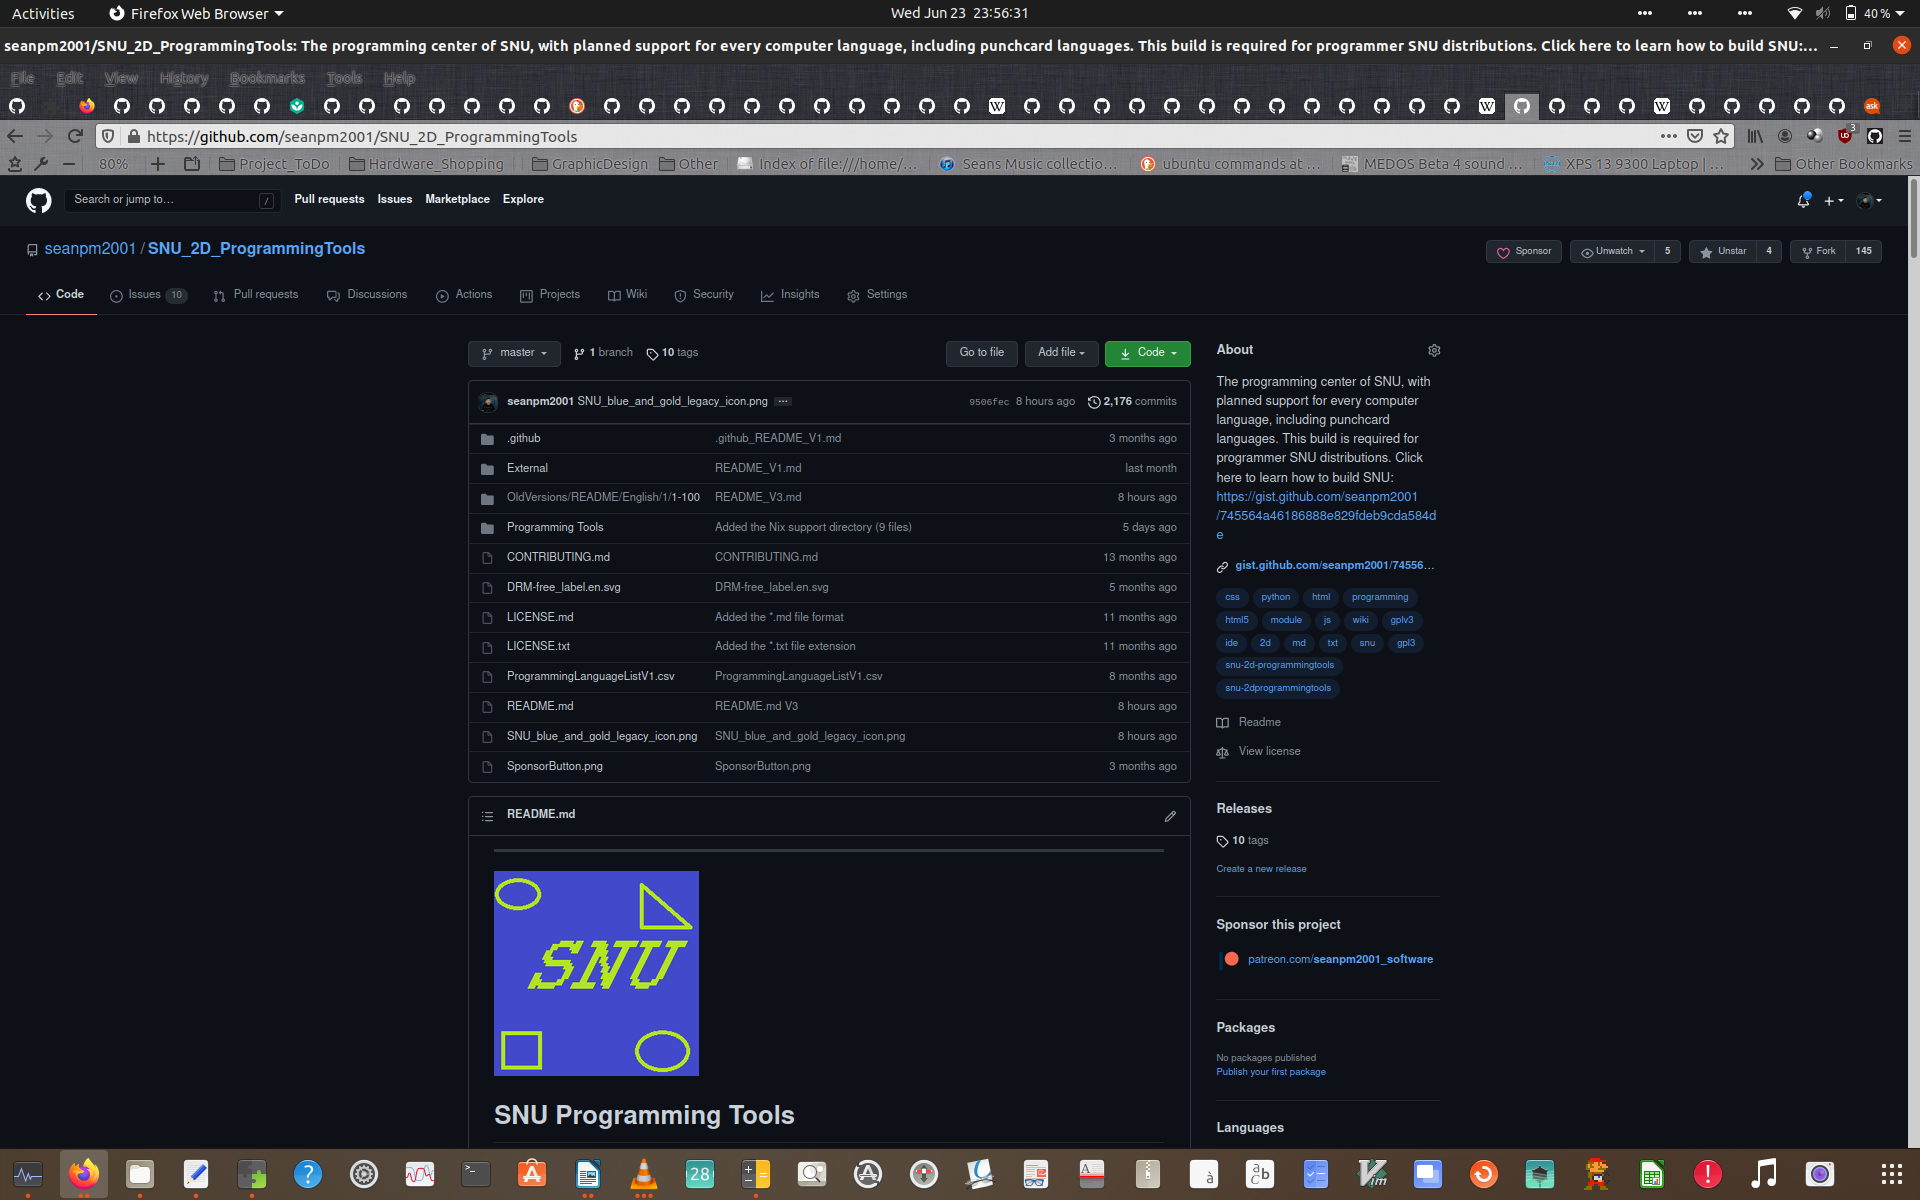 Activities
Firefox Web Browser
Wed Jun 23 23:56:31
40 %
seanpm2001/SNU_2D_ProgrammingTools: The programming center of SNU, with planned support for every computer language, including punchcard languages. This build is required for programmer SNU distributions. Click here to learn how to build SNU:...
File Edit View History Bookmarks Tools Help
https://github.com/seanpm2001/SNU_2D_ProgrammingTools
3
80%
Project_ToDo
Hardware_Shopping
GraphicDesign
Other
Index of file:///home/...
Seans Music collectio...
ubuntu commands at ...
MEDOS Beta 4 sound ...
XPS 13 9300 Laptop | ...
Other Bookmarks
Search or jump to...
/
Pull requests Issues Marketplace Explore
seanpm2001 / SNU_2D_ProgrammingTools
Sponsor
Unwatch 5
Unstar 4
Fork 145
Code
Issues 10
Pull requests
Discussions
Actions
Projects
Wiki
Security
Insights
Settings
master
1 branch
10 tags
Go to file
Add file
Code
seanpm2001 SNU_blue_and_gold_legacy_icon.png ...
9506fec 8 hours ago
2,176 commits
.github .github_README_V1.md 3 months ago
External README_V1.md last month
OldVersions/README/English/1/1-100 README_V3.md 8 hours ago
Programming Tools Added the Nix support directory (9 files) 5 days ago
CONTRIBUTING.md CONTRIBUTING.md 13 months ago
DRM-free_label.en.svg DRM-free_label.en.svg 5 months ago
LICENSE.md Added the *.md file format 11 months ago
LICENSE.txt Added the *.txt file extension 11 months ago
ProgrammingLanguageListV1.csv ProgrammingLanguageListV1.csv 8 months ago
README.md README.md V3 8 hours ago
SNU_blue_and_gold_legacy_icon.png SNU_blue_and_gold_legacy_icon.png 8 hours ago
SponsorButton.png SponsorButton.png 3 months ago
README.md
SNU
SNU Programming Tools
About
The programming center of SNU, with
planned support for every computer
language, including punchcard
languages. This build is required for
programmer SNU distributions. Click
here to learn how to build SNU:
https://gist.github.com/seanpm2001
/745564a46186888e829fdeb9cda584d
e
gist.github.com/seanpm2001/74556...
css python html programming
html5 module js wiki gplv3
ide 2d md txt snu gpl3
snu-2d-programmingtools
snu-2dprogrammingtools
Readme
View license
Releases
10 tags
Create a new release
Sponsor this project
patreon.com/seanpm2001_software
Packages
No packages published
Publish your first package
Languages
28